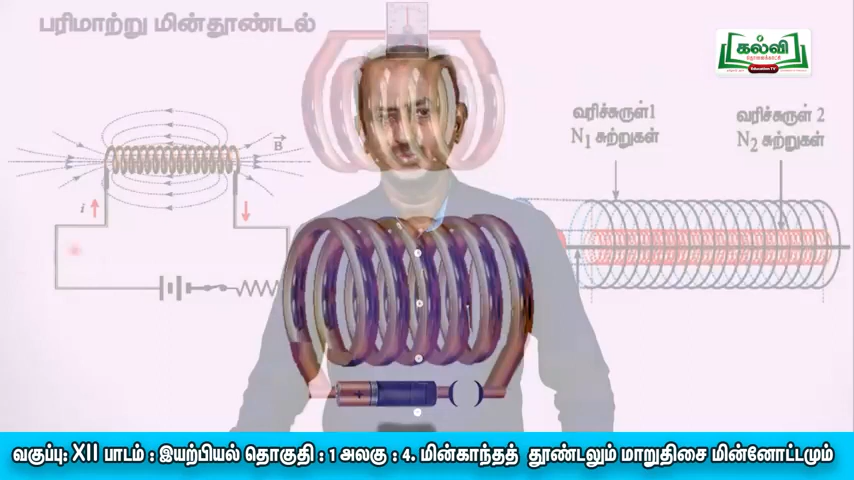 பரிமாற்று மின்தூண்டல்
கல்வி
தொலைக்காட்சி
Education TV
வரிச்சுருள்1
N₁ சுற்றுகள்
வரிச்சுருள் 2
N₂ சுற்றுகள்
B
i
+
வகுப்பு: XII பாடம் : இயற்பியல் தொகுதி : 1 அலகு : 4. மின்காந்தத் தூண்டலும் மாறுதிசை மின்னோட்டமும்